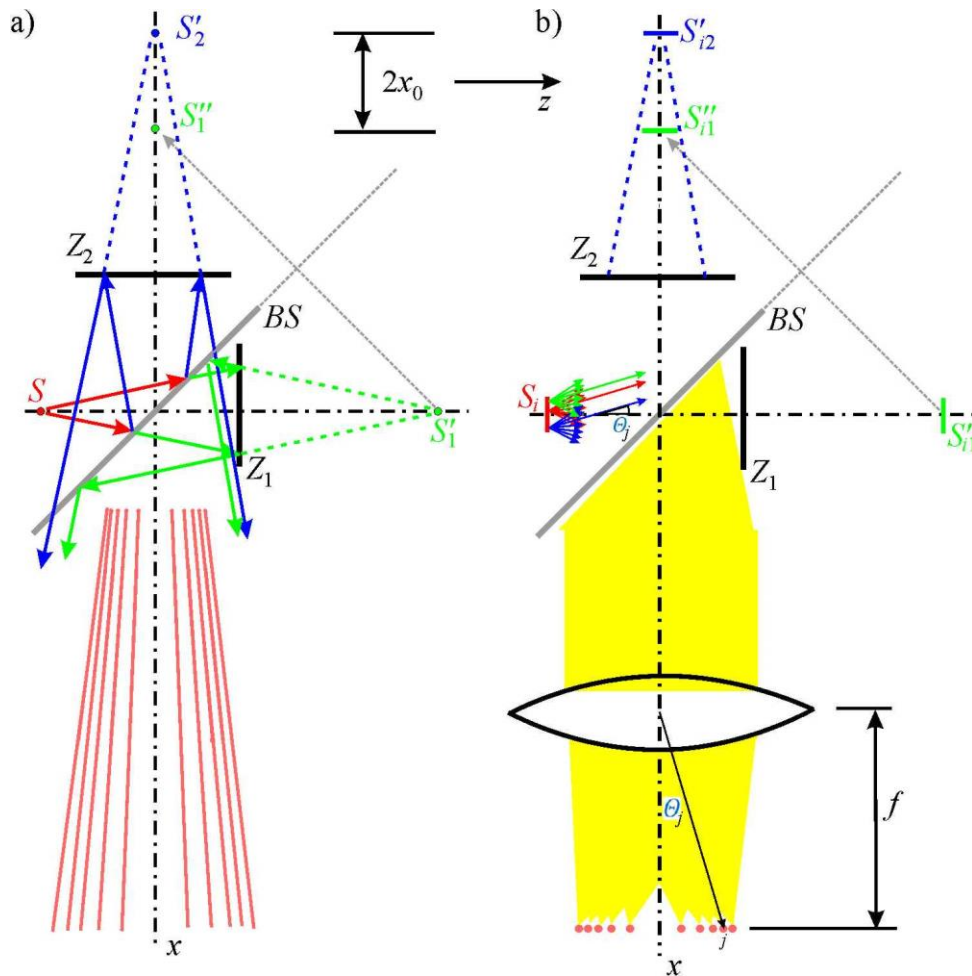 a)
S′₂
S″₁
2x₀
z
Z₂
BS
S
S′₁
Z₁
x
b)
S′ᵢ₂
S″ᵢ₁
Z₂
BS
Sᵢ
Θⱼ
S′ᵢ₁
Z₁
Θⱼ
f
j
x